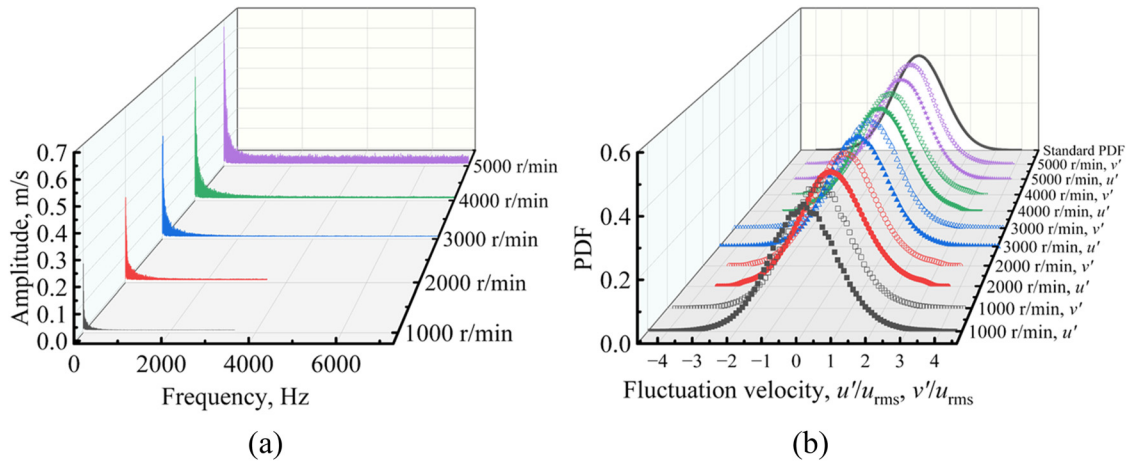 0.7
0.6
0.5
0.4
0.3
0.2
0.1
0.0
Amplitude, m/s
0
2000
4000
6000
Frequency, Hz
5000 r/min
4000 r/min
3000 r/min
2000 r/min
1000 r/min
(a)
0.6
0.4
0.2
0.0
PDF
−4
−3
−2
−1
0
1
2
3
4
Fluctuation velocity, u′/urms, v′/urms
Standard PDF
5000 r/min, v′
5000 r/min, u′
4000 r/min, v′
4000 r/min, u′
3000 r/min, v′
3000 r/min, u′
2000 r/min, v′
2000 r/min, u′
1000 r/min, v′
1000 r/min, u′
(b)